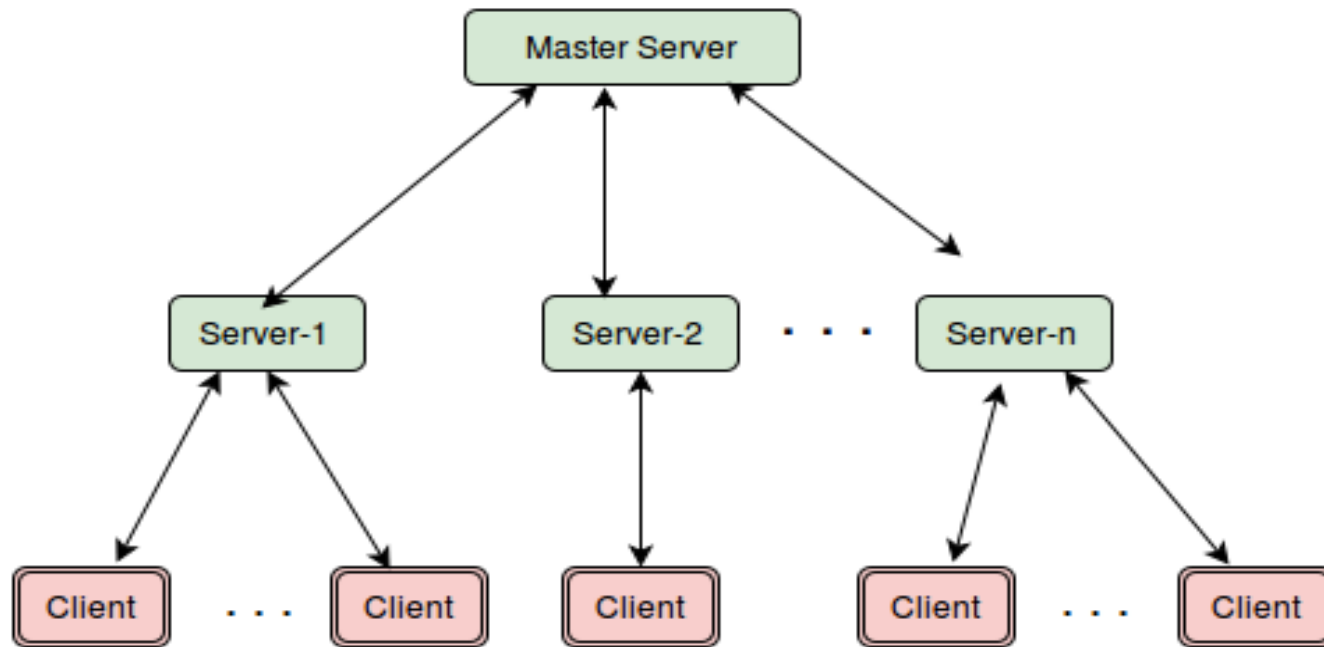 Master Server
Server-1
Server-2
. . .
Server-n
Client
. . .
Client
Client
Client
. . .
Client